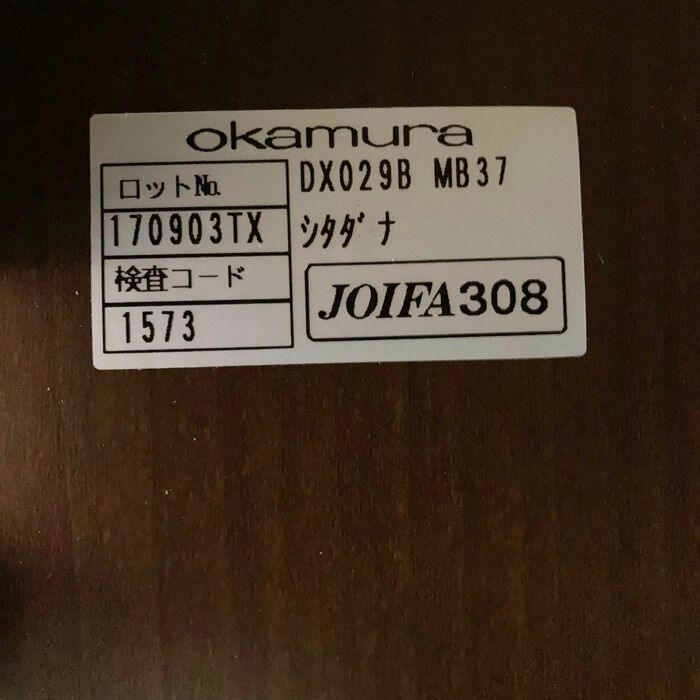 okamura
ロットNo.
170903TX
検査コード
1573
DX029B MB37
シタダナ
JOIFA308